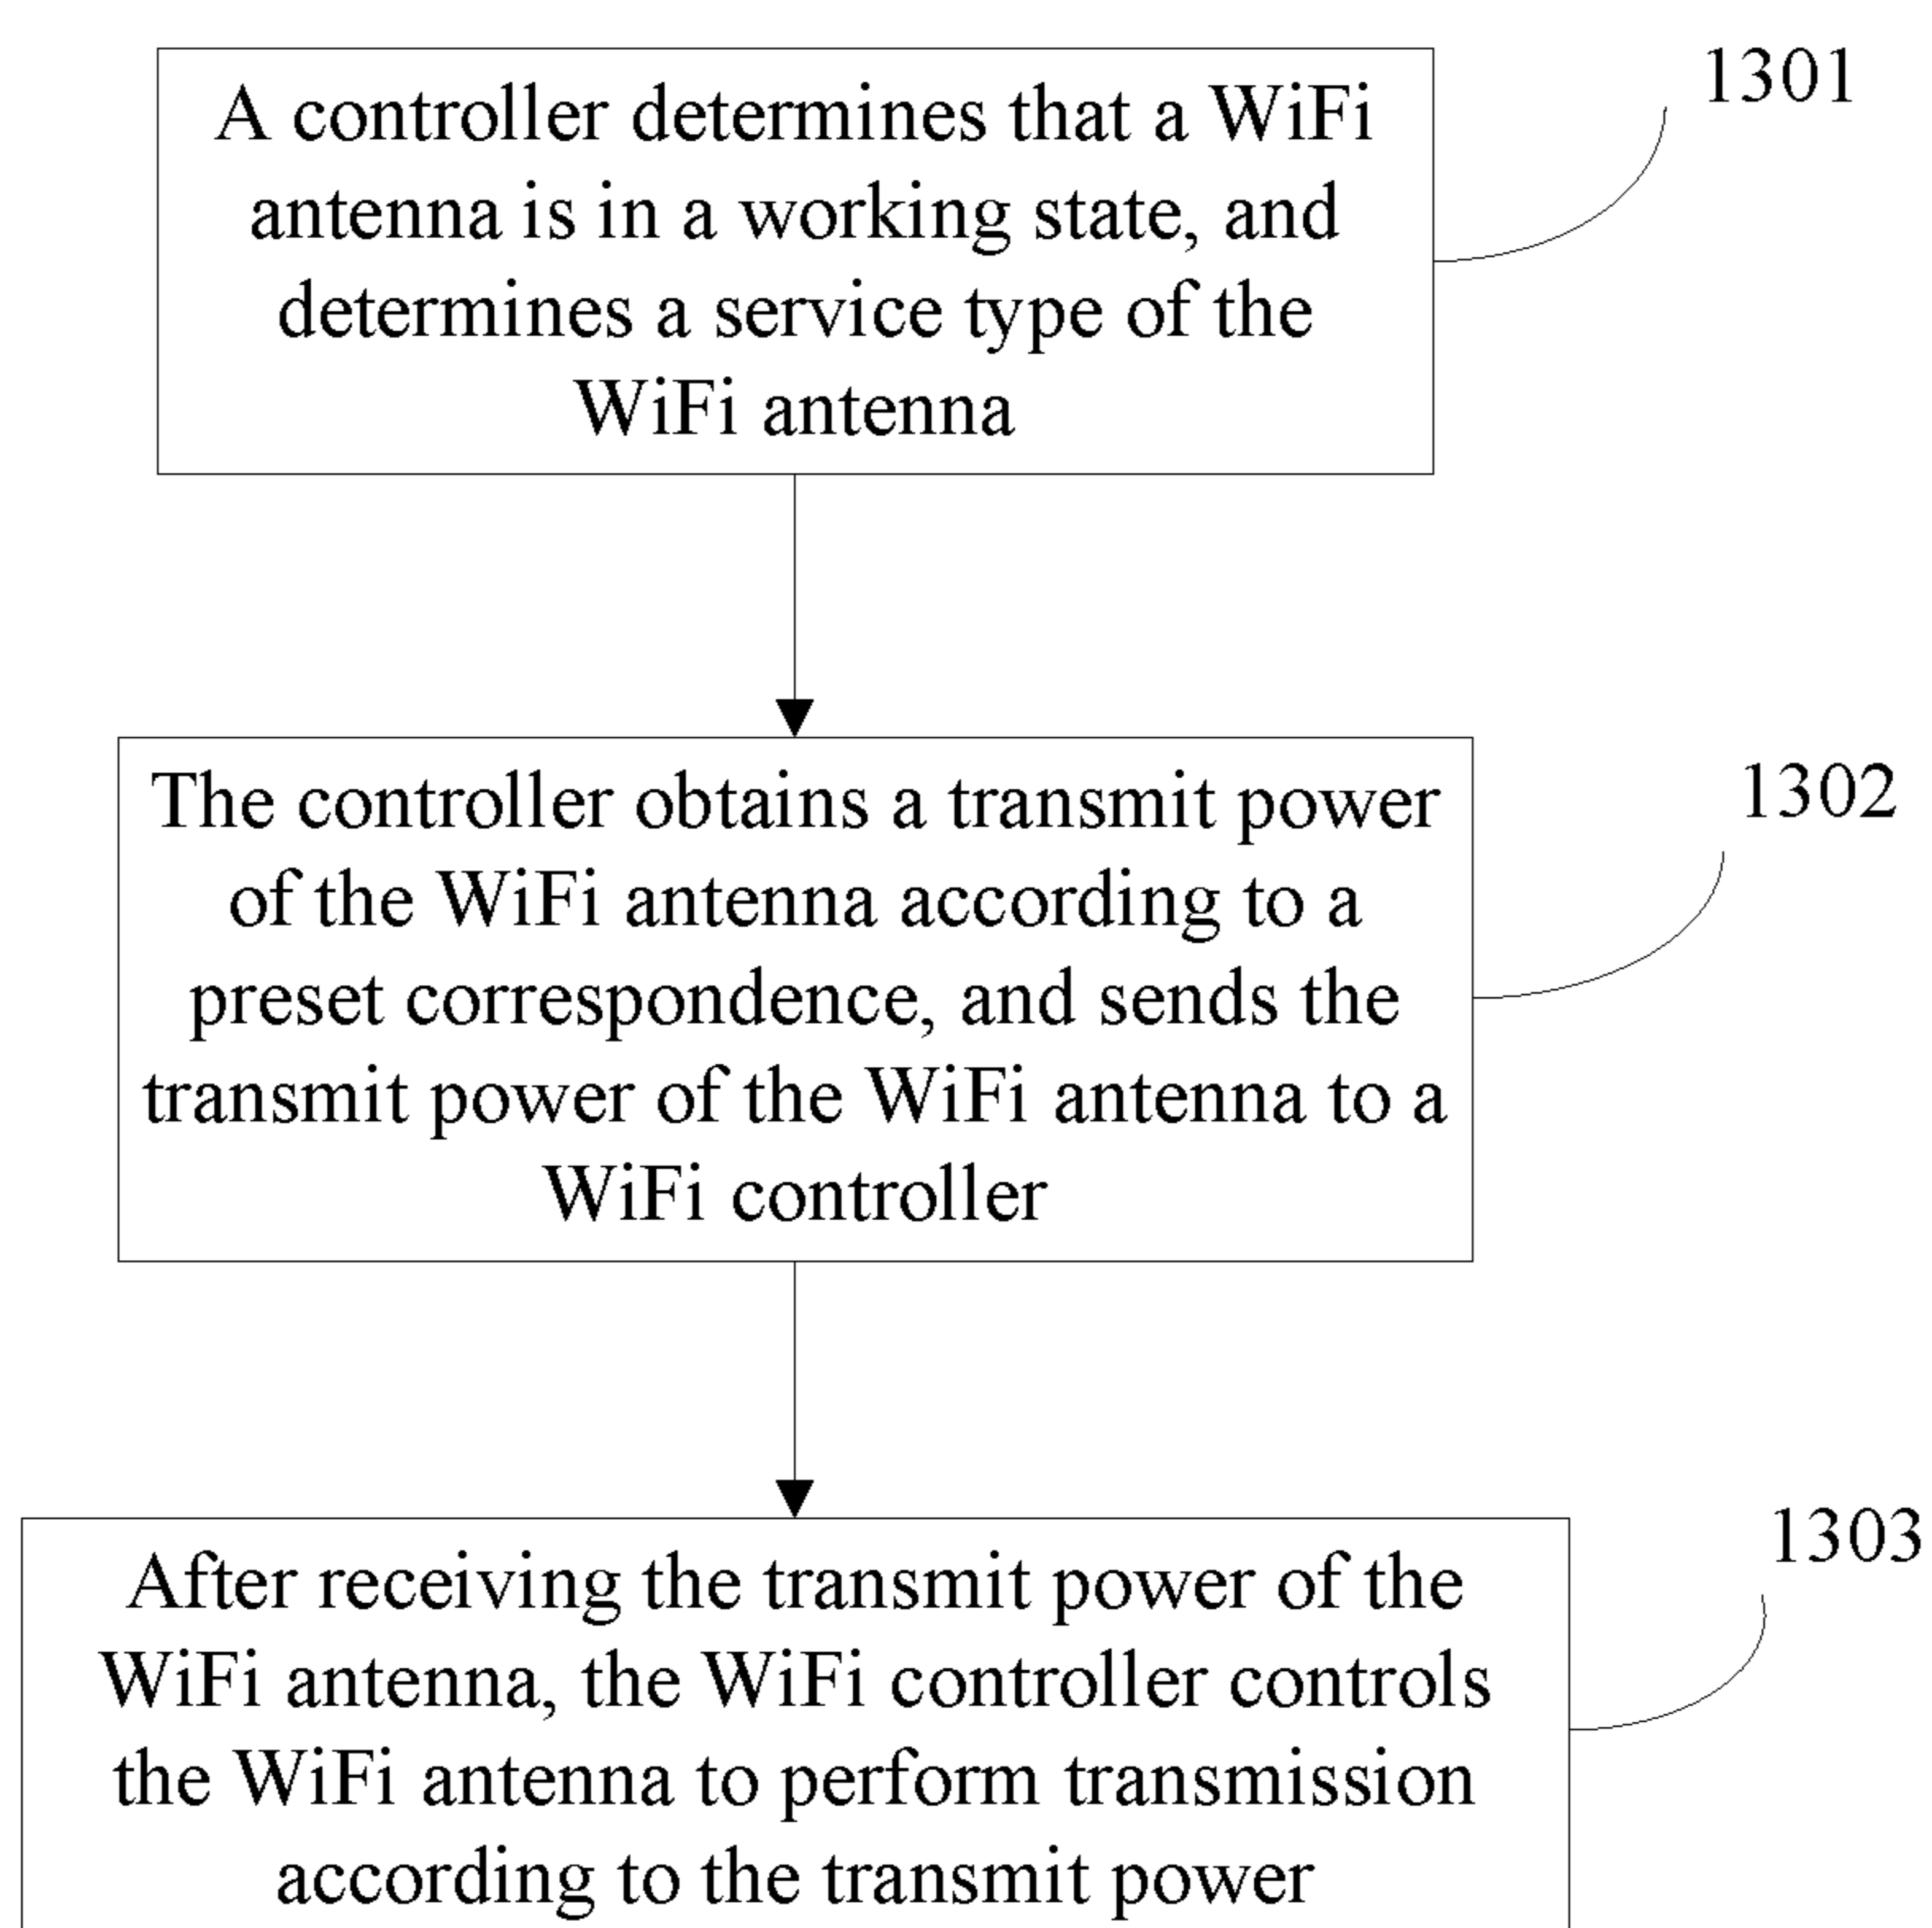 A controller determines that a WiFi
antenna is in a working state, and
determines a service type of the
WiFi antenna
1301
The controller obtains a transmit power
of the WiFi antenna according to a
preset correspondence, and sends the
transmit power of the WiFi antenna to a
WiFi controller
1302
After receiving the transmit power of the
WiFi antenna, the WiFi controller controls
the WiFi antenna to perform transmission
according to the transmit power
1303